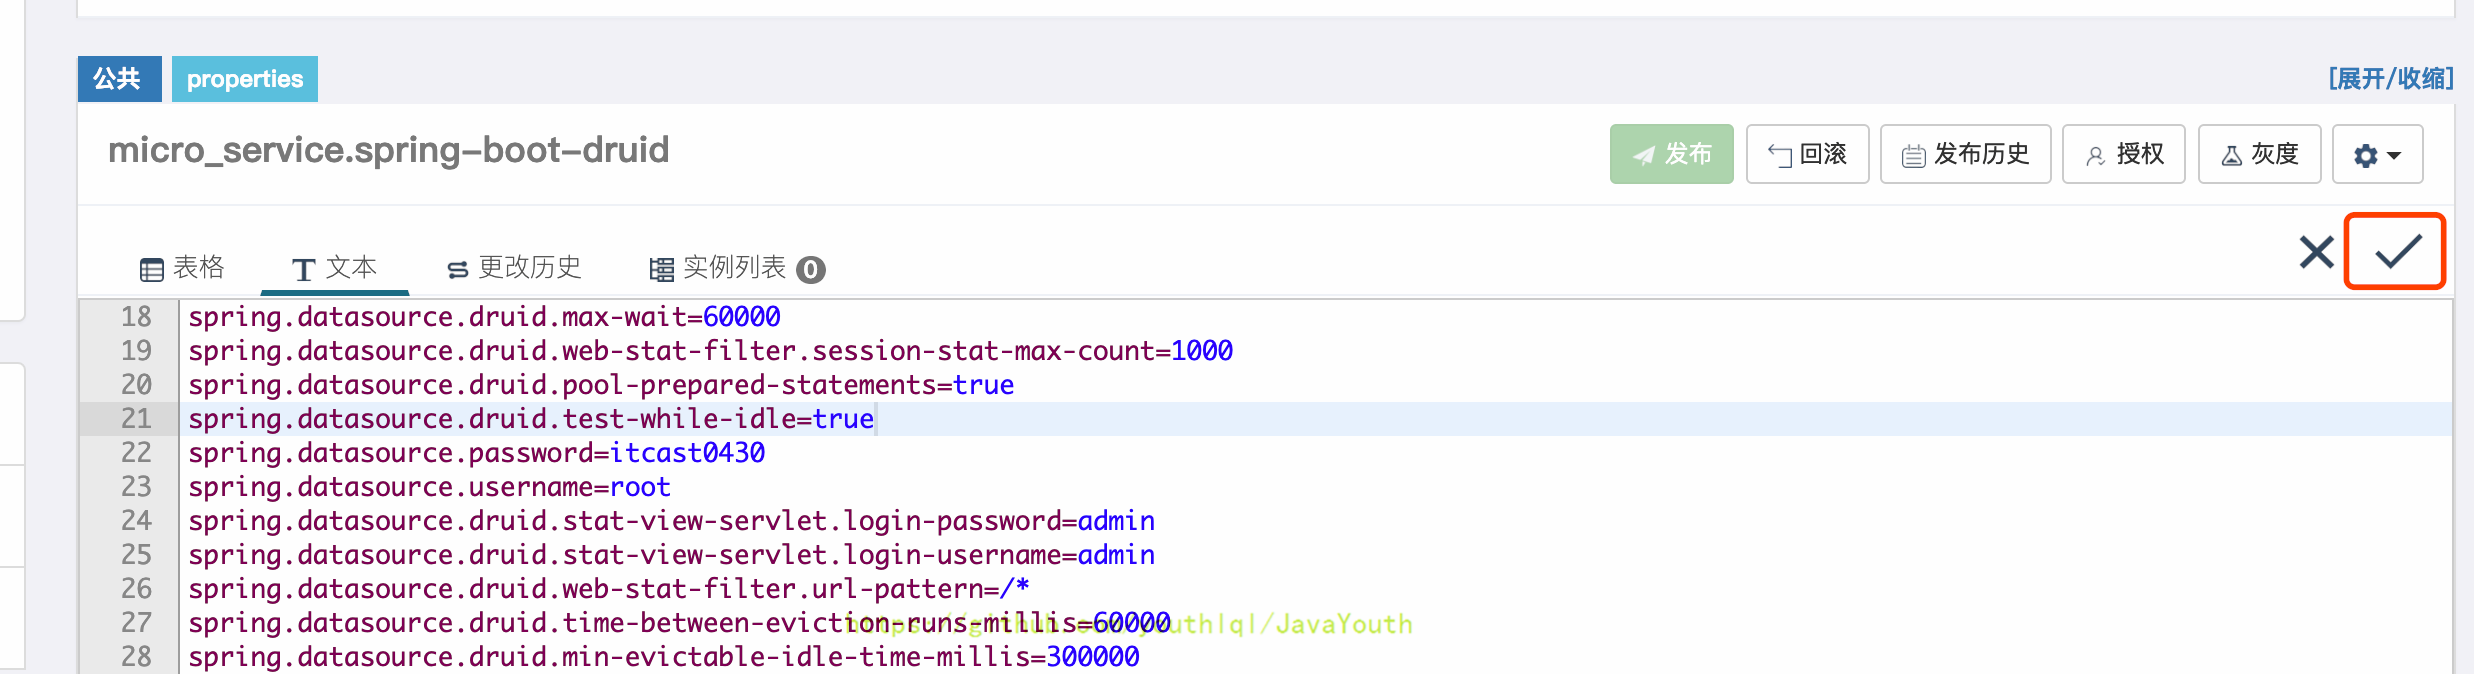 公共 properties [展开/收缩]
micro_service.spring-boot-druid 发布 回滚 发布历史 授权 灰度
表格 文本 更改历史 实例列表 0
18 spring.datasource.druid.max-wait=60000
19 spring.datasource.druid.web-stat-filter.session-stat-max-count=1000
20 spring.datasource.druid.pool-prepared-statements=true
21 spring.datasource.druid.test-while-idle=true
22 spring.datasource.password=itcast0430
23 spring.datasource.username=root
24 spring.datasource.druid.stat-view-servlet.login-password=admin
25 spring.datasource.druid.stat-view-servlet.login-username=admin
26 spring.datasource.druid.web-stat-filter.url-pattern=/*
27 spring.datasource.druid.time-between-eviction-runs-millis=60000
https://github.com/youthlql/JavaYouth
28 spring.datasource.druid.min-evictable-idle-time-millis=300000